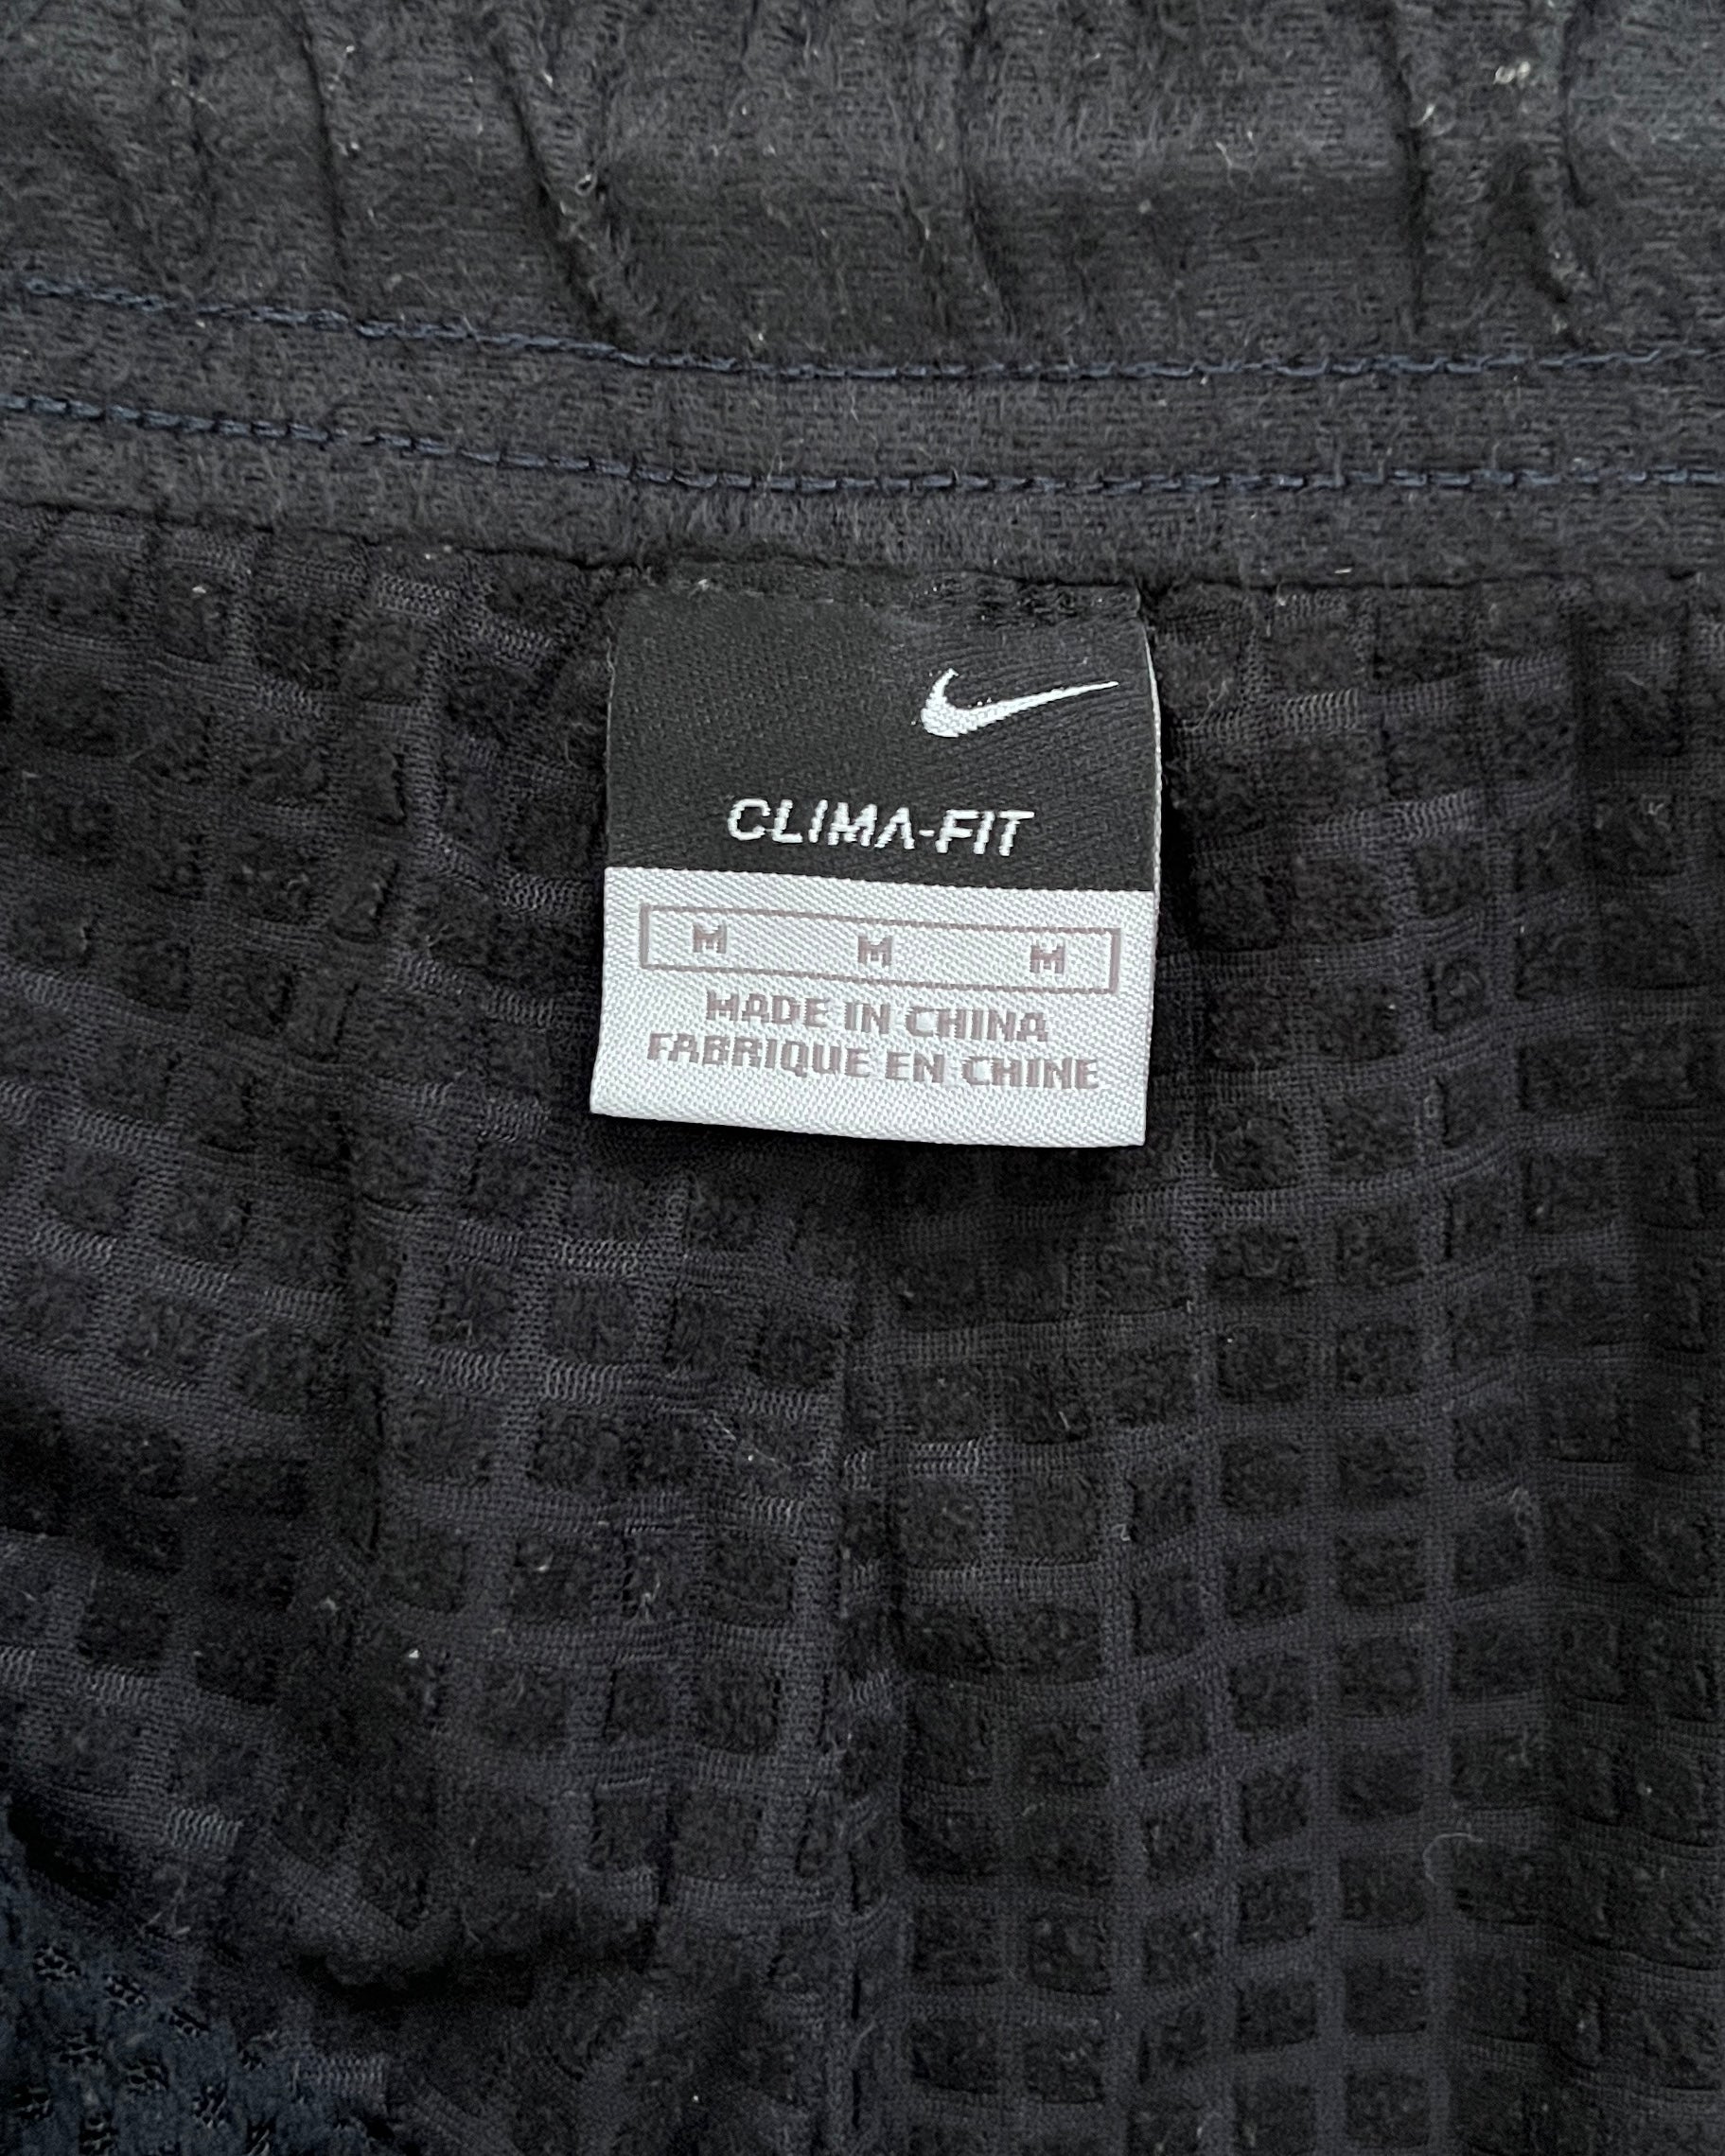 CLIMA-FIT
M M M
MADE IN CHINA
FABRIQUE EN CHINE